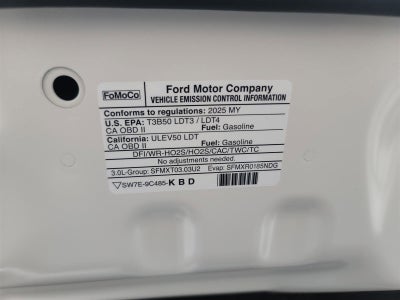 FoMoCo
Ford Motor Company
VEHICLE EMISSION CONTROL INFORMATION
Conforms to regulations: 2025 MY
U.S. EPA: T3B50 LDT3 / LDT4
CA OBD II Fuel: Gasoline
California: ULEV50 LDT
CA OBD II Fuel: Gasoline
DFI/WR-HO2S/HO2S/CAC/TWC/TC
No adjustments needed.
3.0L-Group: SFMXT03.03U2 Evap: SFMXR0185NDG
SW7E-9C485-KBD